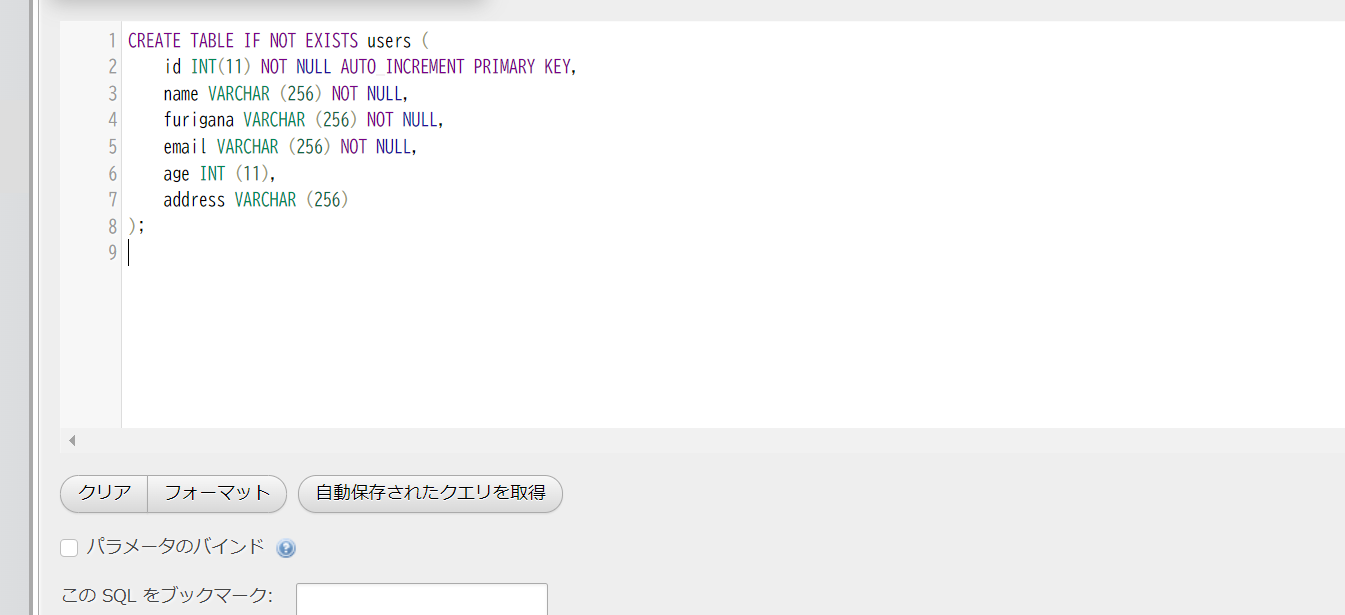 1 CREATE TABLE IF NOT EXISTS users (
2     id INT(11) NOT NULL AUTO_INCREMENT PRIMARY KEY,
3     name VARCHAR (256) NOT NULL,
4     furigana VARCHAR (256) NOT NULL,
5     email VARCHAR (256) NOT NULL,
6     age INT (11),
7     address VARCHAR (256)
8 );
9
クリア フォーマット 自動保存されたクエリを取得
パラメータのバインド ?
この SQL をブックマーク: